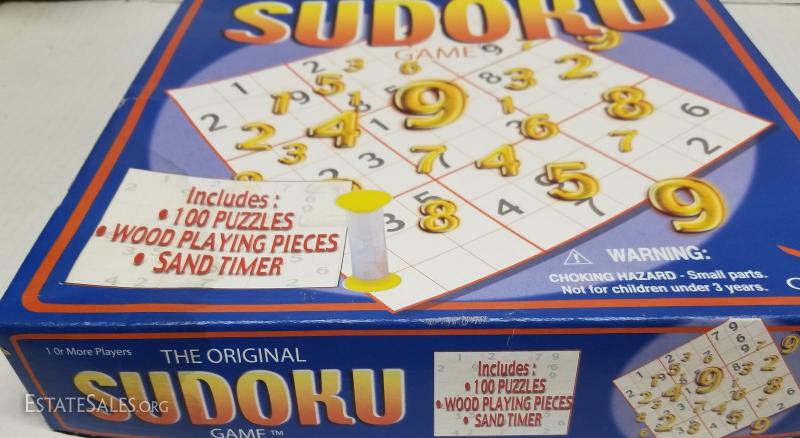 SUDOKU
GAME
Includes :
• 100 PUZZLES
• WOOD PLAYING PIECES
• SAND TIMER
WARNING:
CHOKING HAZARD - Small parts.
Not for children under 3 years.
1 Or More Players
THE ORIGINAL
SUDOKU
GAME™
Includes :
• 100 PUZZLES
• WOOD PLAYING PIECES
• SAND TIMER
ESTATESALES.ORG